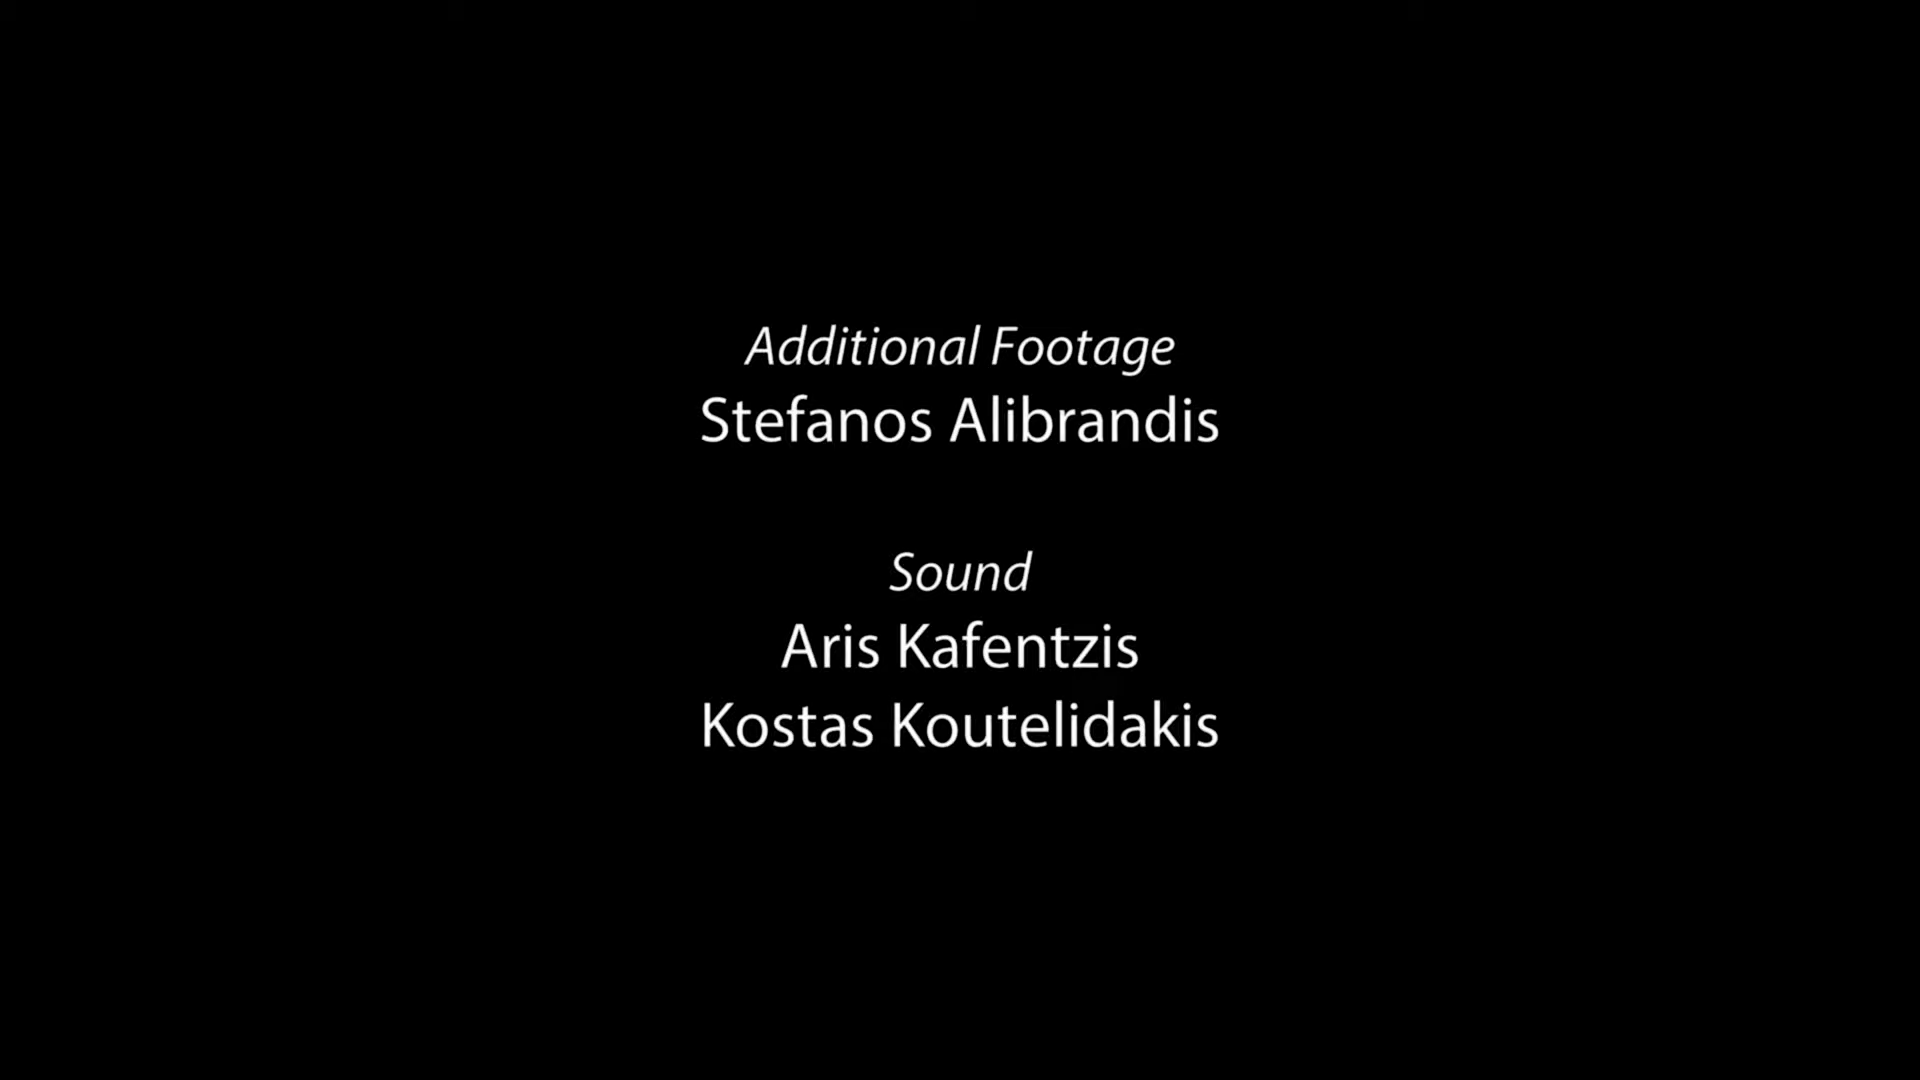 Additional Footage
Stefanos Alibrandis
Sound
Aris Kafentzis
Kostas Koutelidakis